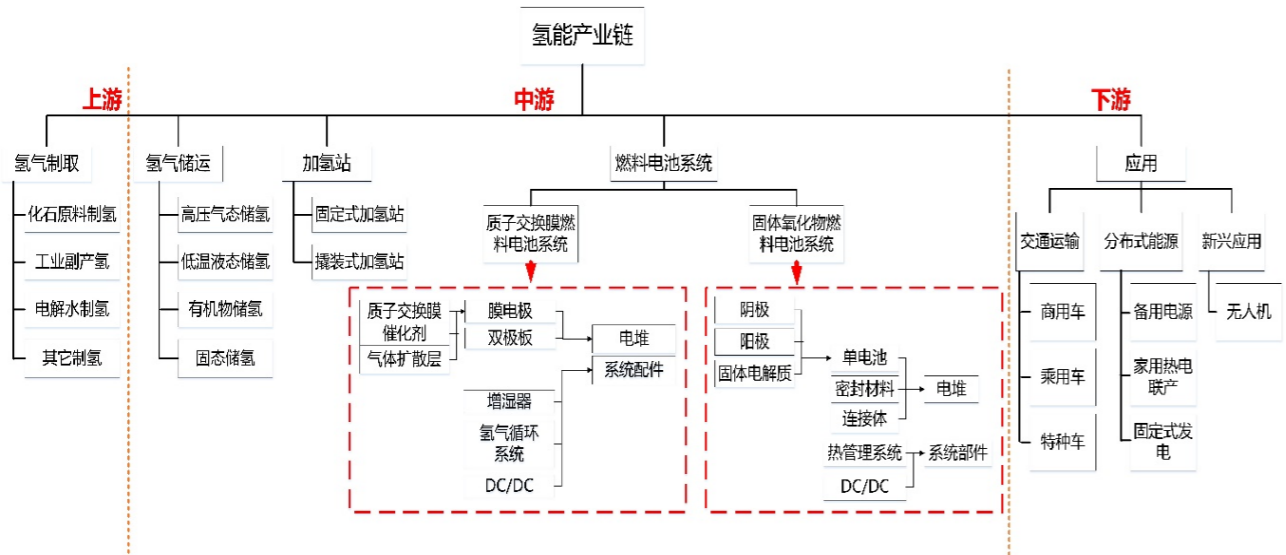 氢能产业链
上游
中游
下游
氢气制取
化石原料制氢
工业副产氢
电解水制氢
其它制氢
氢气储运
高压气态储氢
低温液态储氢
有机物储氢
固态储氢
加氢站
固定式加氢站
撬装式加氢站
燃料电池系统
质子交换膜燃
料电池系统
质子交换膜
催化剂
气体扩散层
膜电极
双极板
电堆
系统配件
增湿器
氢气循环
系统
DC/DC
固体氧化物燃
料电池系统
阴极
阳极
固体电解质
单电池
密封材料
连接体
电堆
热管理系统
系统部件
DC/DC
应用
交通运输
商用车
乘用车
特种车
分布式能源
备用电源
家用热电
联产
固定式发
电
新兴应用
无人机